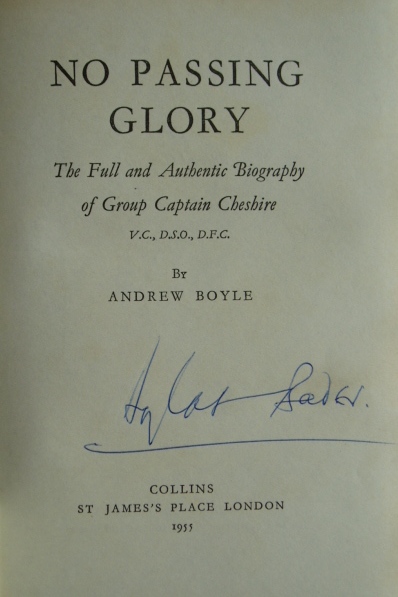 NO PASSING
GLORY
The Full and Authentic Biography
of Group Captain Cheshire
V.C., D.S.O., D.F.C.
By
ANDREW BOYLE
Bader.
COLLINS
ST JAMES'S PLACE LONDON
1955